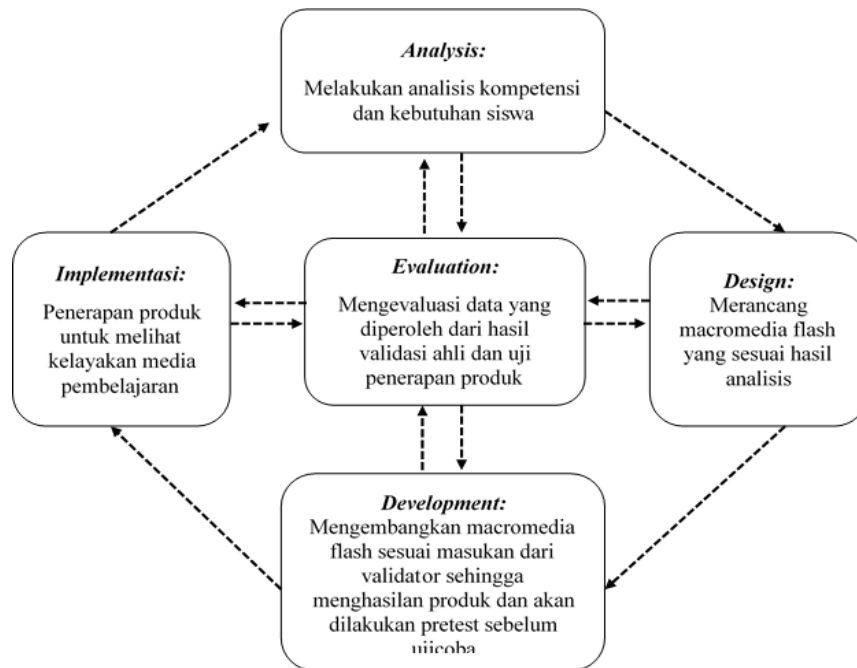 Analysis:
Melakukan analisis kompetensi
dan kebutuhan siswa
Implementasi:
Penerapan produk
untuk melihat
kelayakan media
pembelajaran
Evaluation:
Mengevaluasi data yang
diperoleh dari hasil
validasi ahli dan uji
penerapan produk
Design:
Merancang
macromedia flash
yang sesuai hasil
analisis
Development:
Mengembangkan macromedia
flash sesuai masukan dari
validator sehingga
menghasilan produk dan akan
dilakukan pretest sebelum
ujicoba